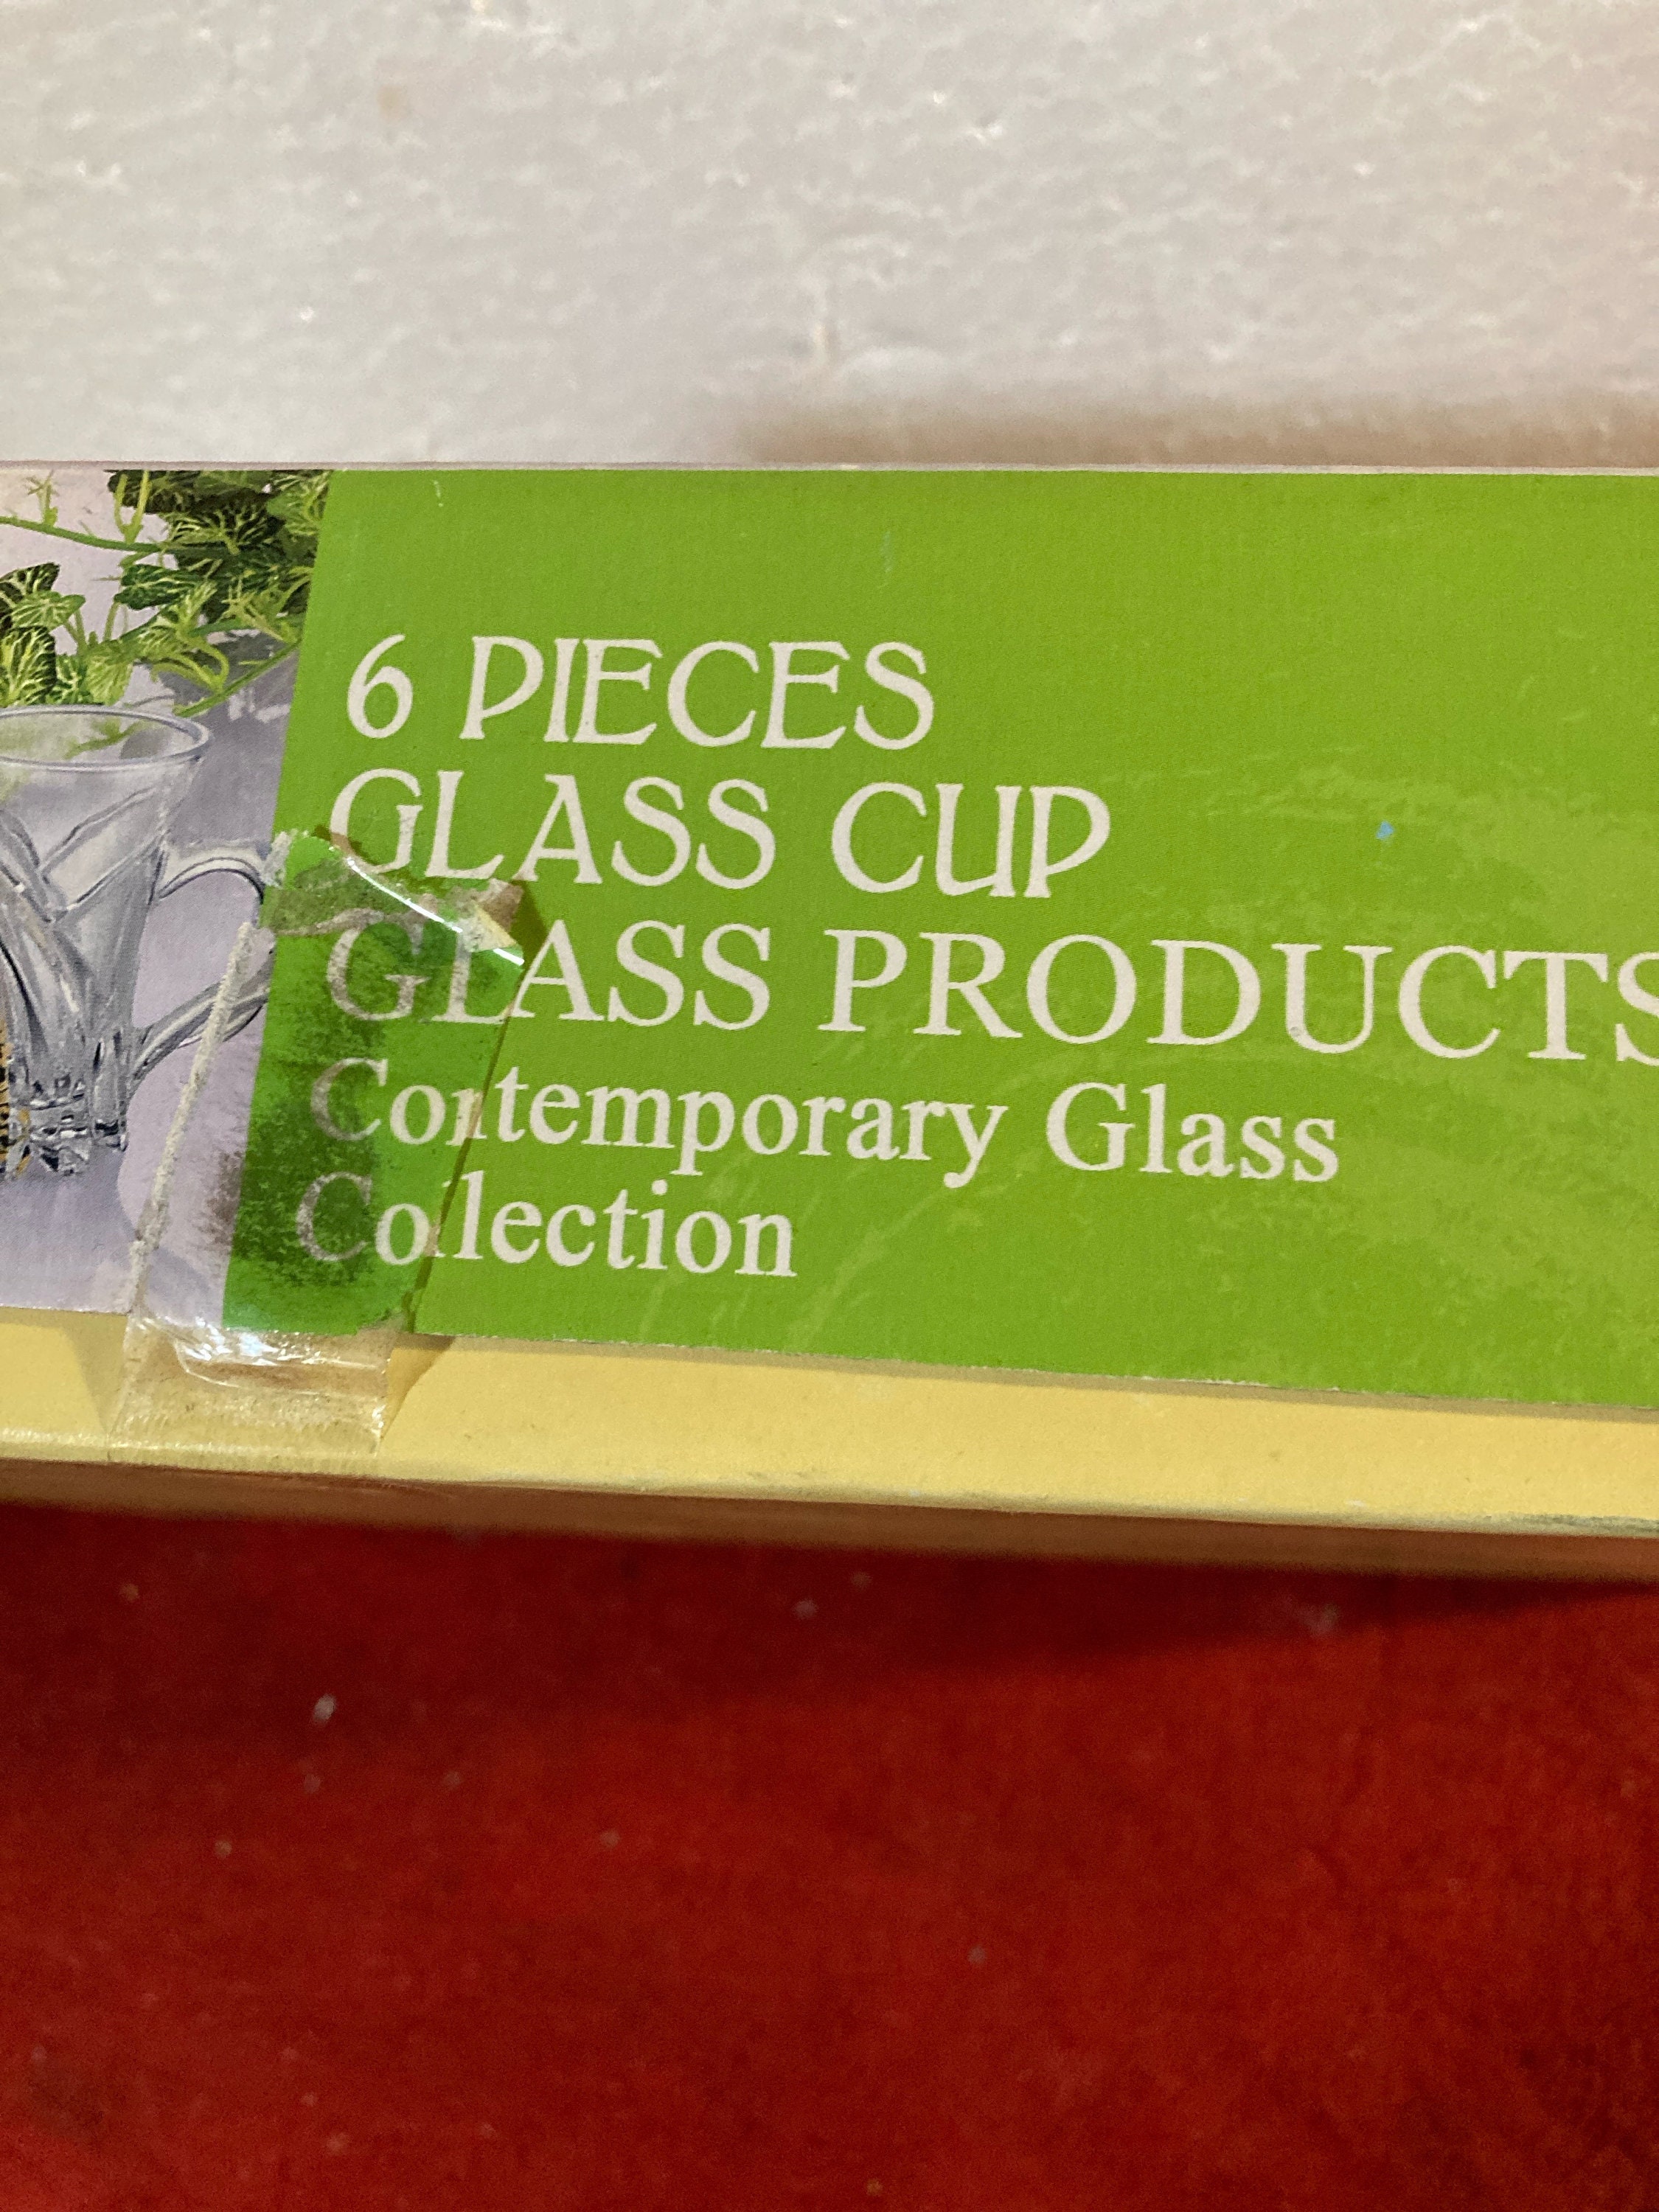 6 PIECES
GLASS CUP
GLASS PRODUCTS
Contemporary Glass
Collection